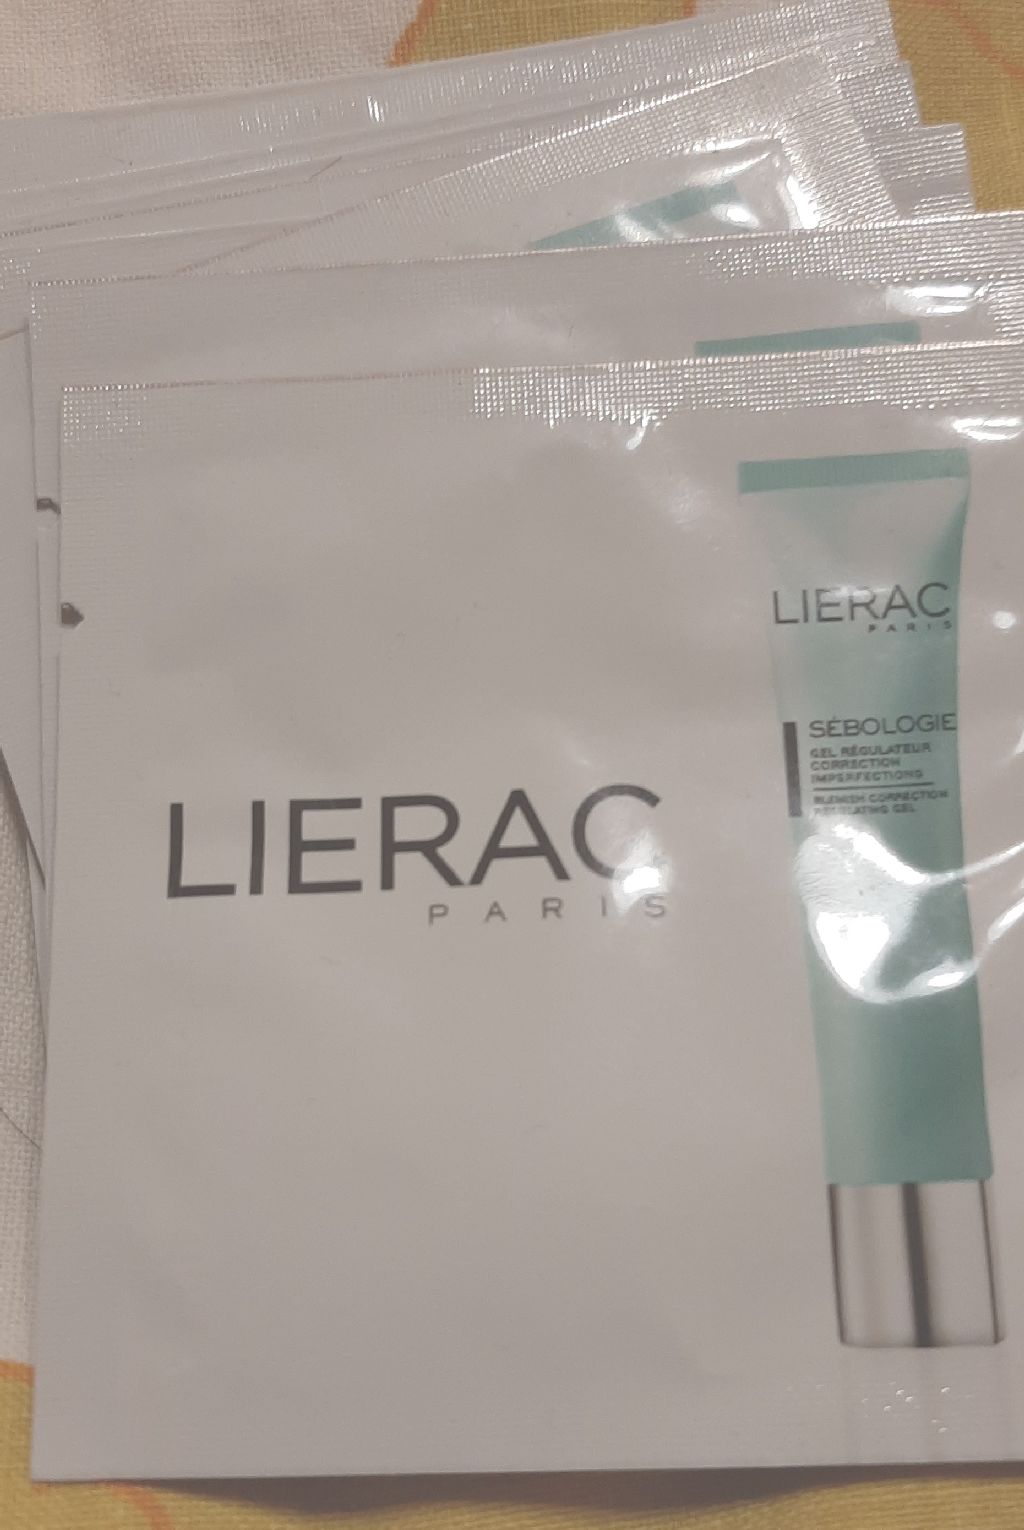 LIERAC
PARIS
LIERAC
PARIS
SÉBOLOGIE
GEL RÉGULATEUR
CORRECTION
IMPERFECTIONS
BLEMISH CORRECTION
REGULATING GEL